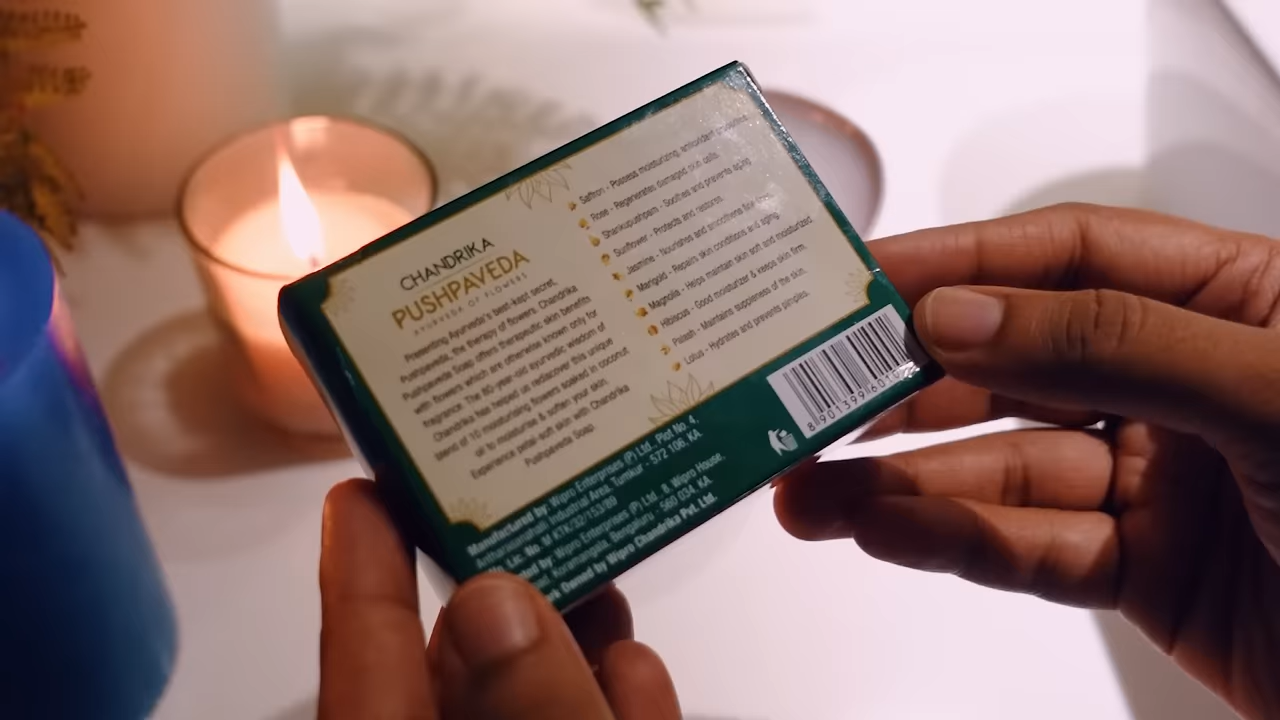 CHANDRIKA
PUSHPAVEDA
AYURVEDA OF FLOWERS
Presenting Ayurveda's best-kept secret,
Pushpaveda, the therapy of flowers. Chandrika
Pushpaveda Soap offers therapeutic skin benefits
with flowers which are otherwise known only for
fragrance. The 80-year-old ayurvedic wisdom of
Chandrika has helped us rediscover this unique
blend of 10 moisturising flowers soaked in coconut
oil to moisturise & soften your skin.
Experience petal-soft skin with Chandrika
Pushpaveda Soap.
Saffron - Possess moisturizing, antioxidant properties
Rose - Regenerates damaged skin cells.
Shankupushpam - Soothes and prevents aging
Sunflower - Protects and restores.
Jasmine - Nourishes and smoothens fine
Marigold - Repairs skin conditions and aging.
Magnolia - Helps maintain skin soft and moisturized
Hibiscus - Good moisturizer & keeps skin firm.
Palash - Maintains suppleness of the skin.
Lotus - Hydrates and prevents pimples.
8 901399 601
Manufactured by: Wipro Enterprises (P) Ltd., Plot No. 4,
Antharasanahalli Industrial Area, Tumkur - 572 106, KA.
Lic. No.
by: Wipro Enterprises (P) Ltd., 8, Wipro House,
Koramangala, Bengaluru - 560 034, KA.
Owned by Wipro Chandrika Pvt. Ltd.